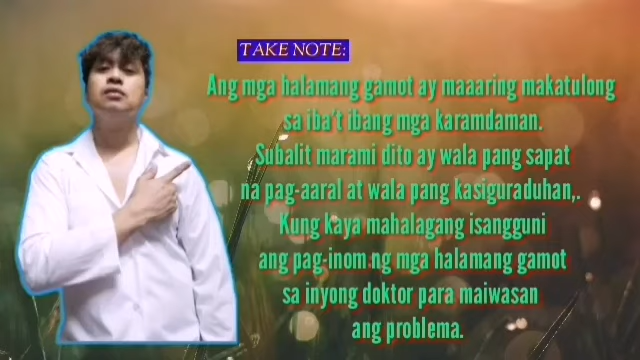 TAKE NOTE:
Ang mga halamang gamot ay maaaring makatulong
sa iba't ibang mga karamdaman.
Subalit marami dito ay wala pang sapat
na pag-aaral at wala pang kasiguraduhan,.
Kung kaya mahalagang isangguni
ang pag-inom ng mga halamang gamot
sa inyong doktor para maiwasan
ang problema.